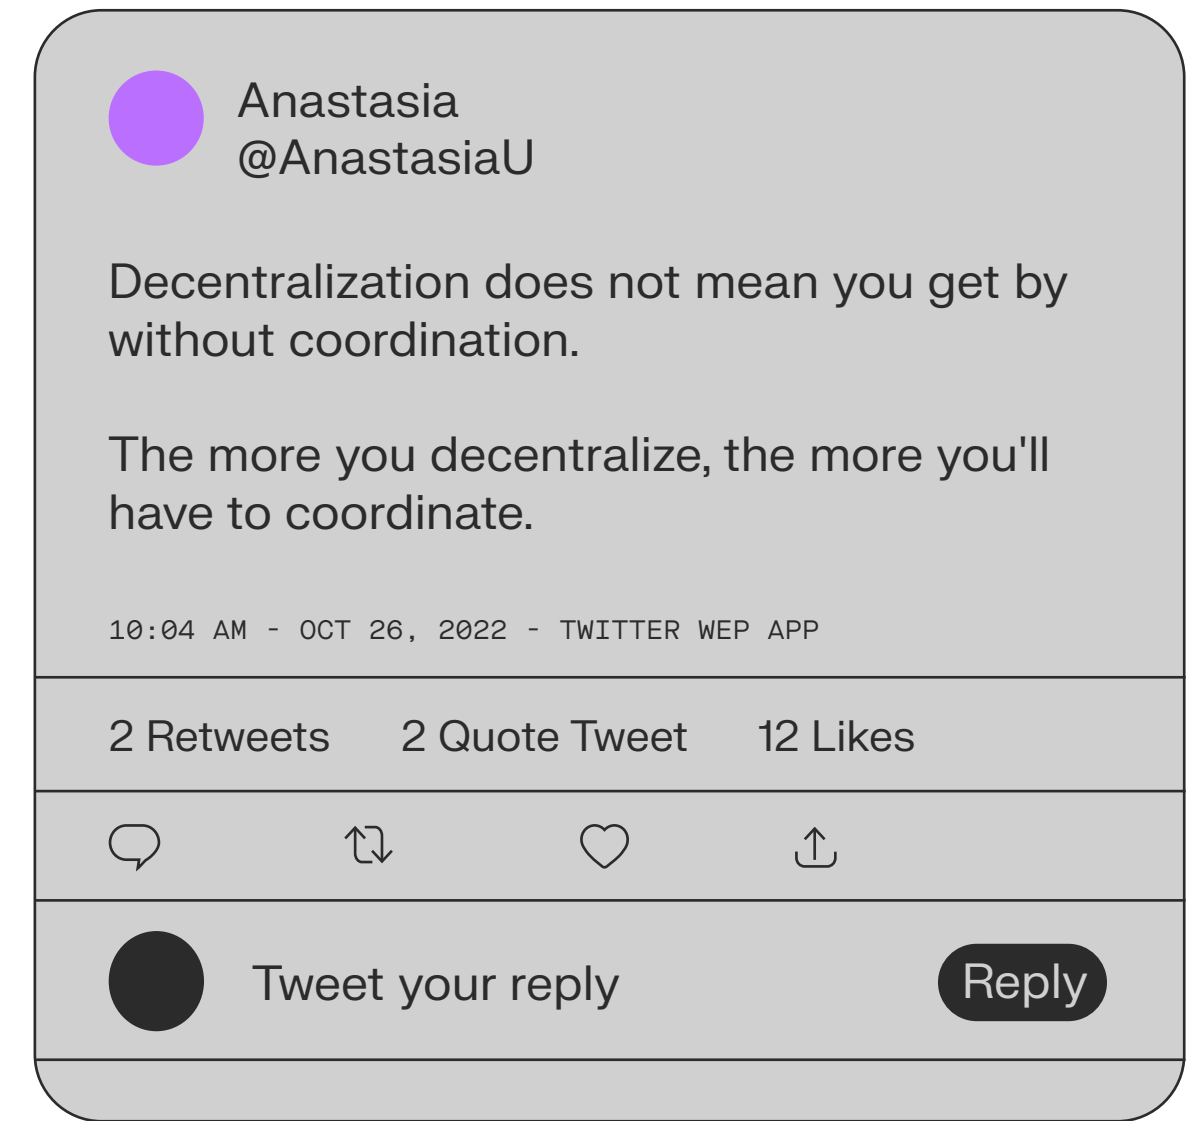 Anastasia
@AnastasiaU
Decentralization does not mean you get by
without coordination.
The more you decentralize, the more you'll
have to coordinate.
10:04 AM - OCT 26, 2022 - TWITTER WEP APP
2 Retweets 2 Quote Tweet 12 Likes
Tweet your reply Reply